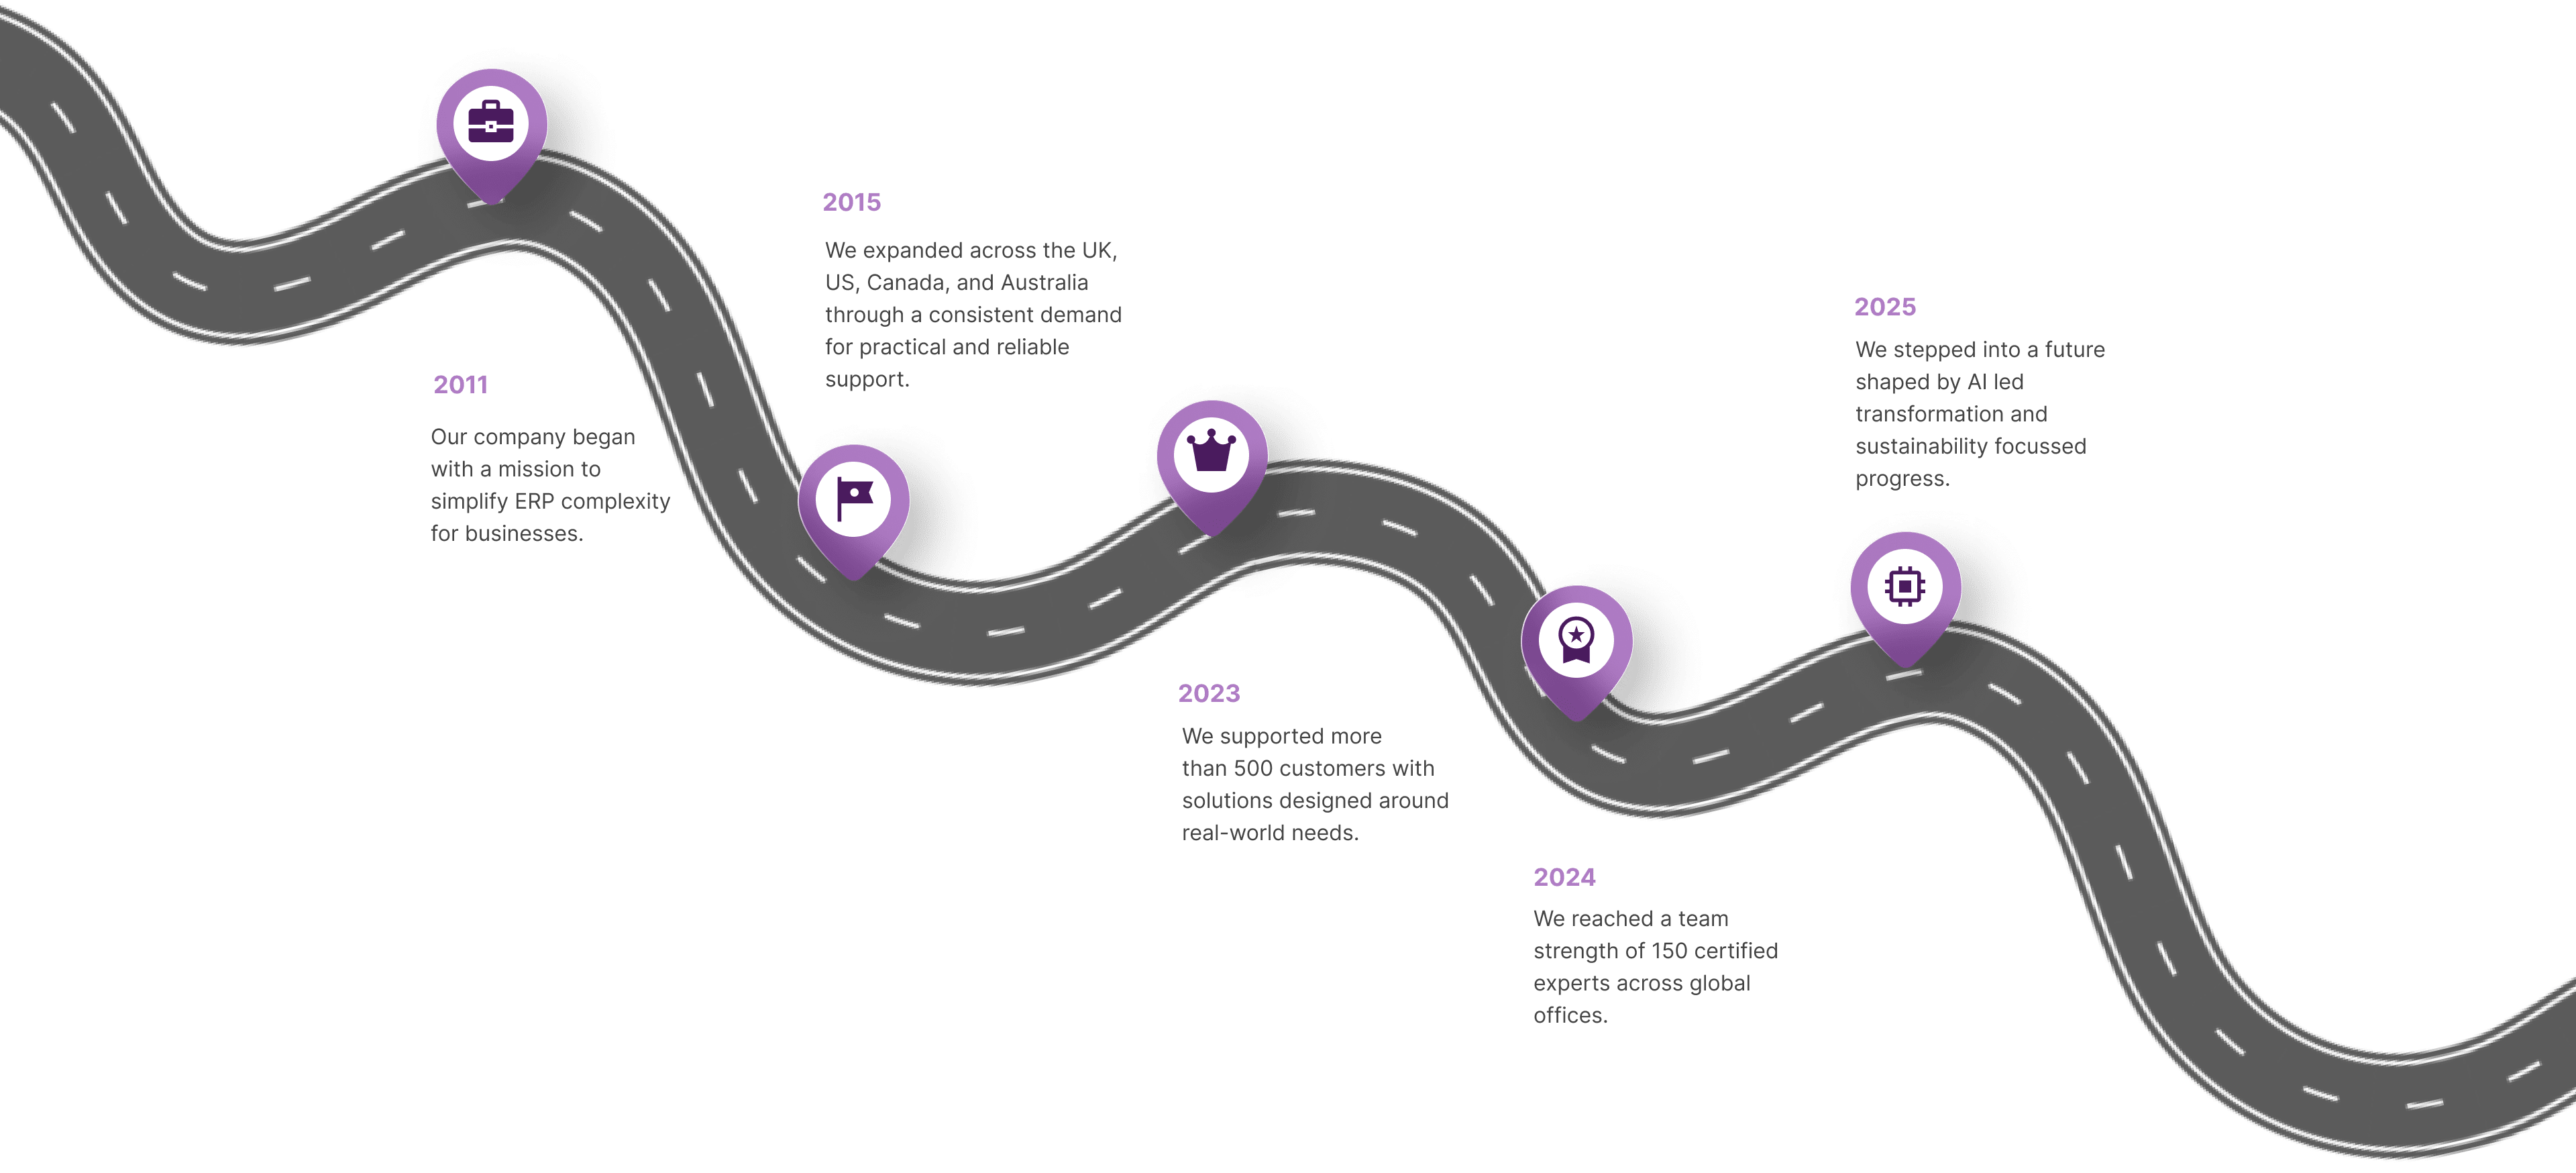 2011
Our company began
with a mission to
simplify ERP complexity
for businesses.
2015
We expanded across the UK,
US, Canada, and Australia
through a consistent demand
for practical and reliable
support.
2023
We supported more
than 500 customers with
solutions designed around
real-world needs.
2024
We reached a team
strength of 150 certified
experts across global
offices.
2025
We stepped into a future
shaped by AI led
transformation and
sustainability focussed
progress.